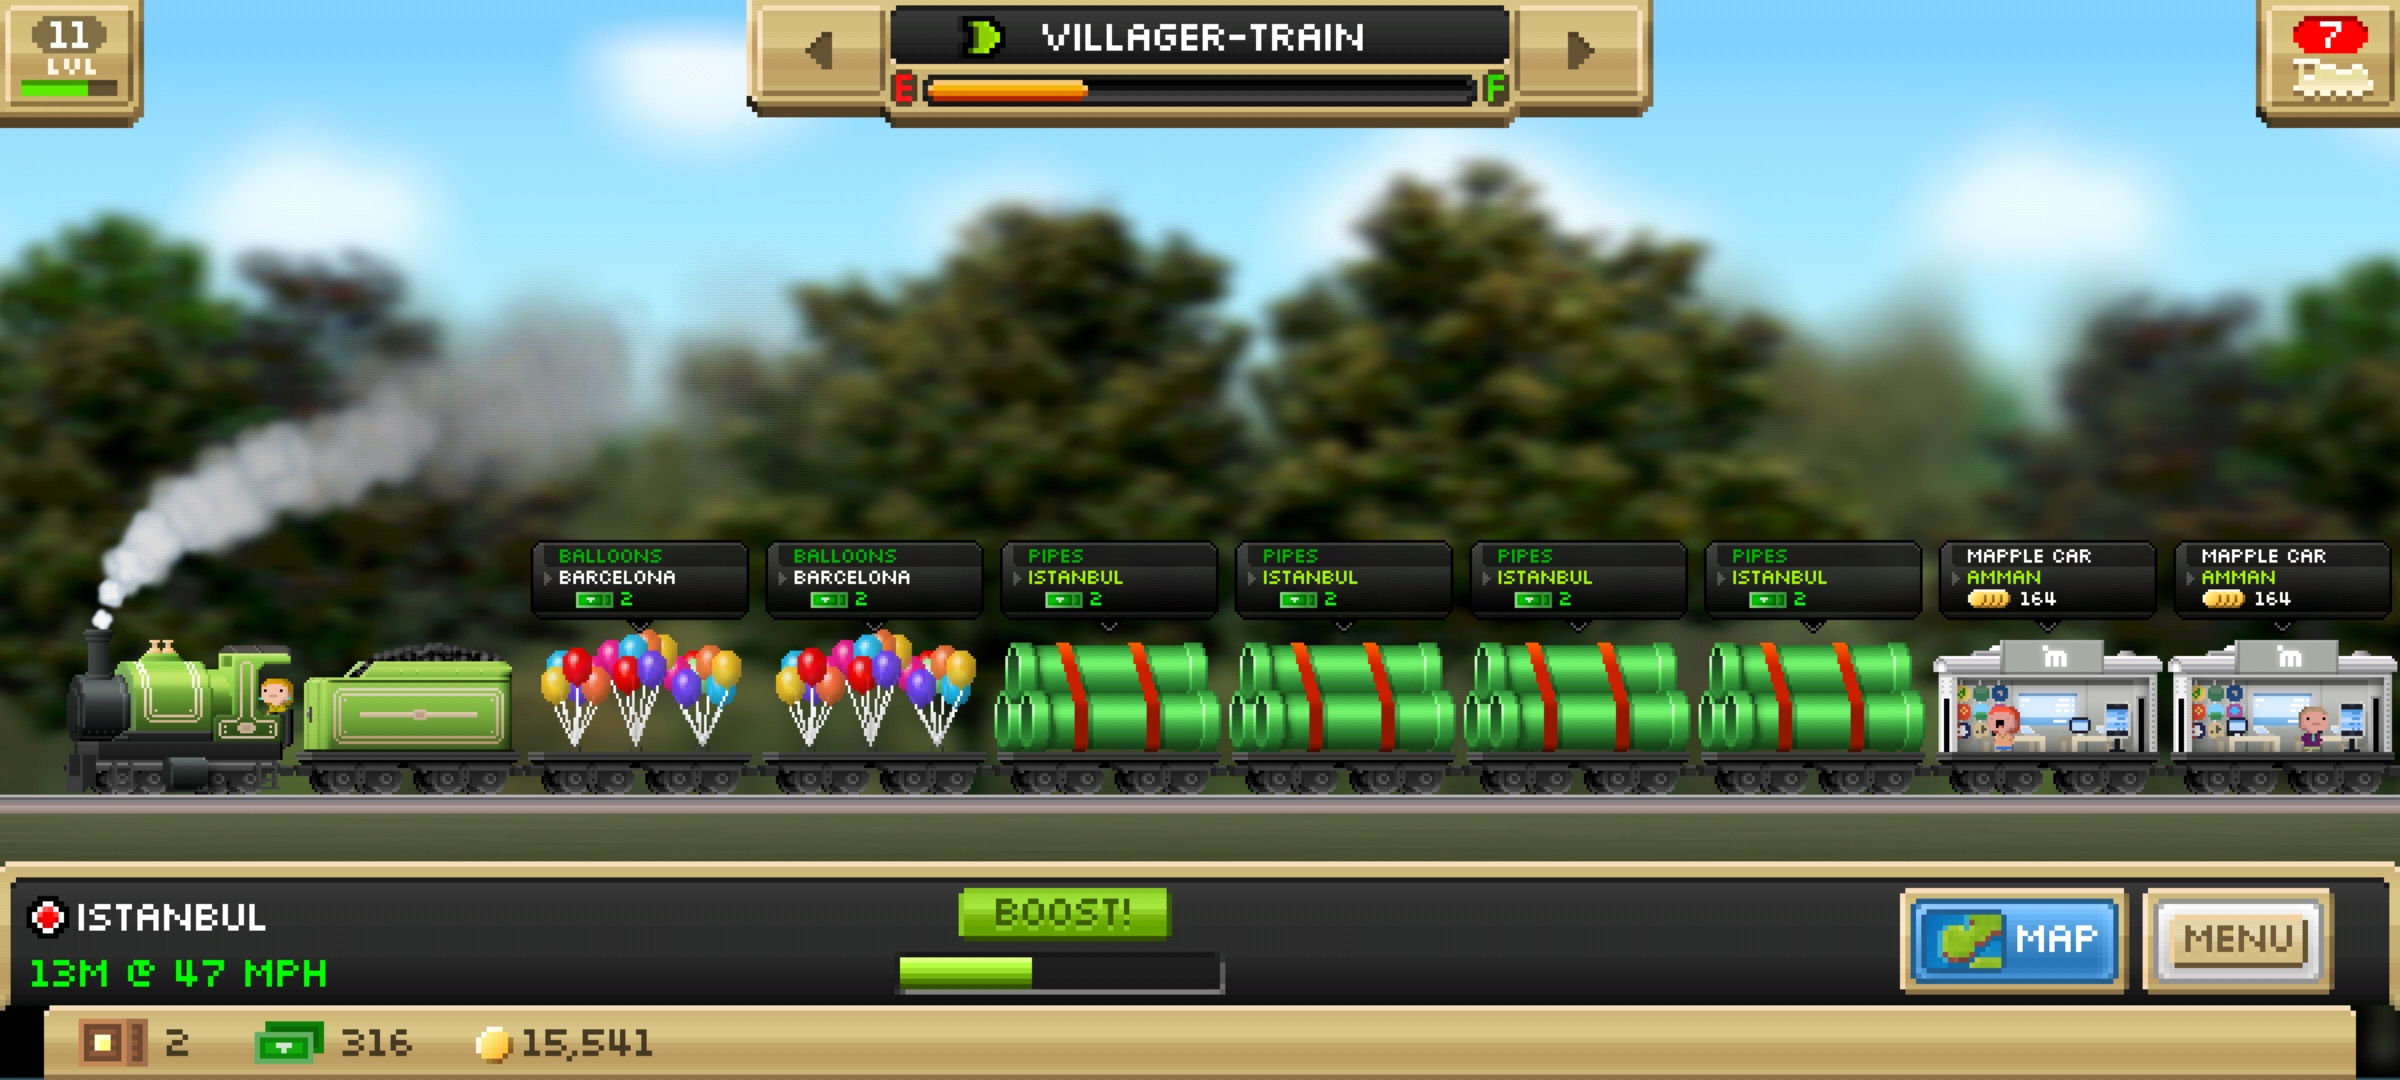 11
LVL
VILLAGER-TRAIN
E F
7
BALLOONS
BARCELONA
2
BALLOONS
BARCELONA
2
PIPES
ISTANBUL
2
PIPES
ISTANBUL
2
PIPES
ISTANBUL
2
PIPES
ISTANBUL
2
MAPPLE CAR
AMMAN
164
MAPPLE CAR
AMMAN
164
m
m
ISTANBUL
13M @ 47 MPH
BOOST!
MAP
MENU
2
316
15,541